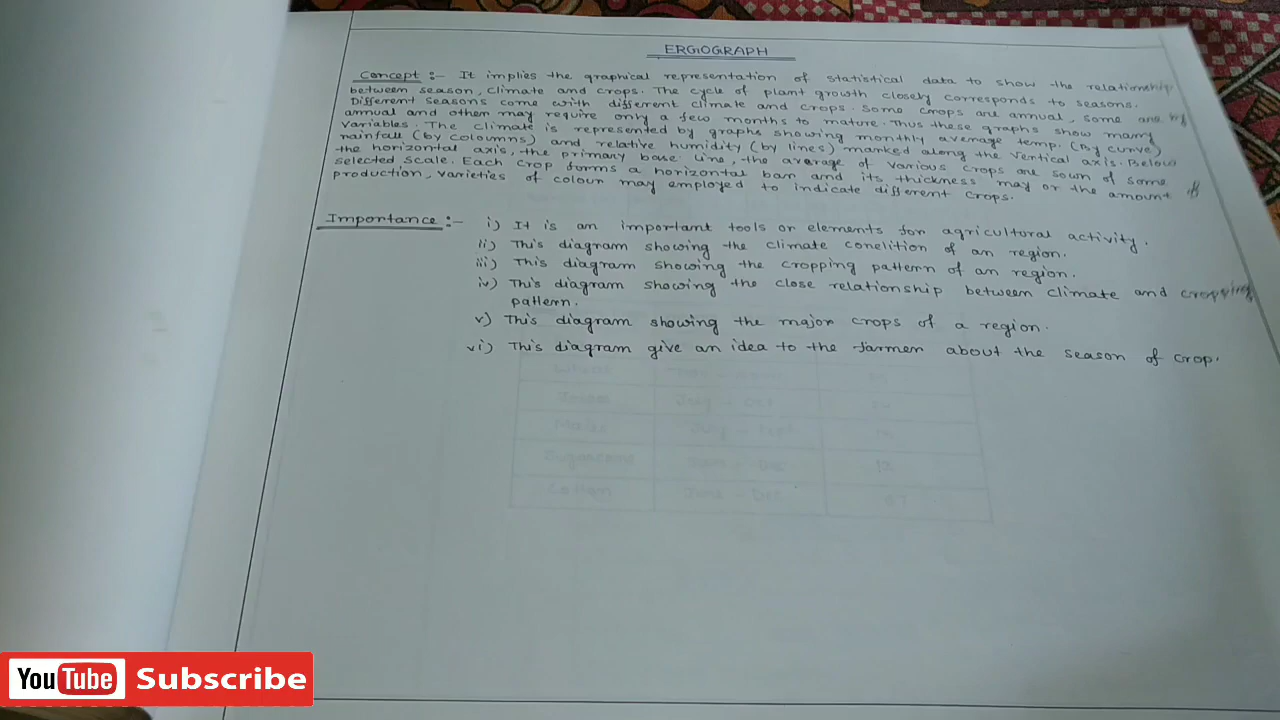 ERGIOGRAPH
Concept :- It implies the graphical representation of statistical data to show the relationship
between season, climate and crops. The cycle of plant growth closely corresponds to seasons.
Different seasons come with different climate and crops. Some crops are annual, some are by
annual and others may require only a few months to mature. Thus these graphs show many
variables. The climate is represented by graphs showing monthly average temp. (By curve)
rainfall (by coloumns) and relative humidity (by lines) marked along the vertical axis. Below
the horizontal axis, the primary base line, the avarage of various crops are sown of some
selected scale. Each crop forms a horizontal bar and its thickness may or the amount of
production, varieties of colour may employed to indicate different crops.
Importance :- i) It is an important tools or elements for agricultural activity.
ii) This diagram showing the climate conelition of an region.
iii) This diagram showing the cropping pattern of an region.
iv) This diagram showing the close relationship between climate and cropping
pattern.
v) This diagram showing the major crops of a region.
vi) This diagram give an idea to the farmer about the season of crop.
Maize
Sugarcane
Cotton
YouTube Subscribe